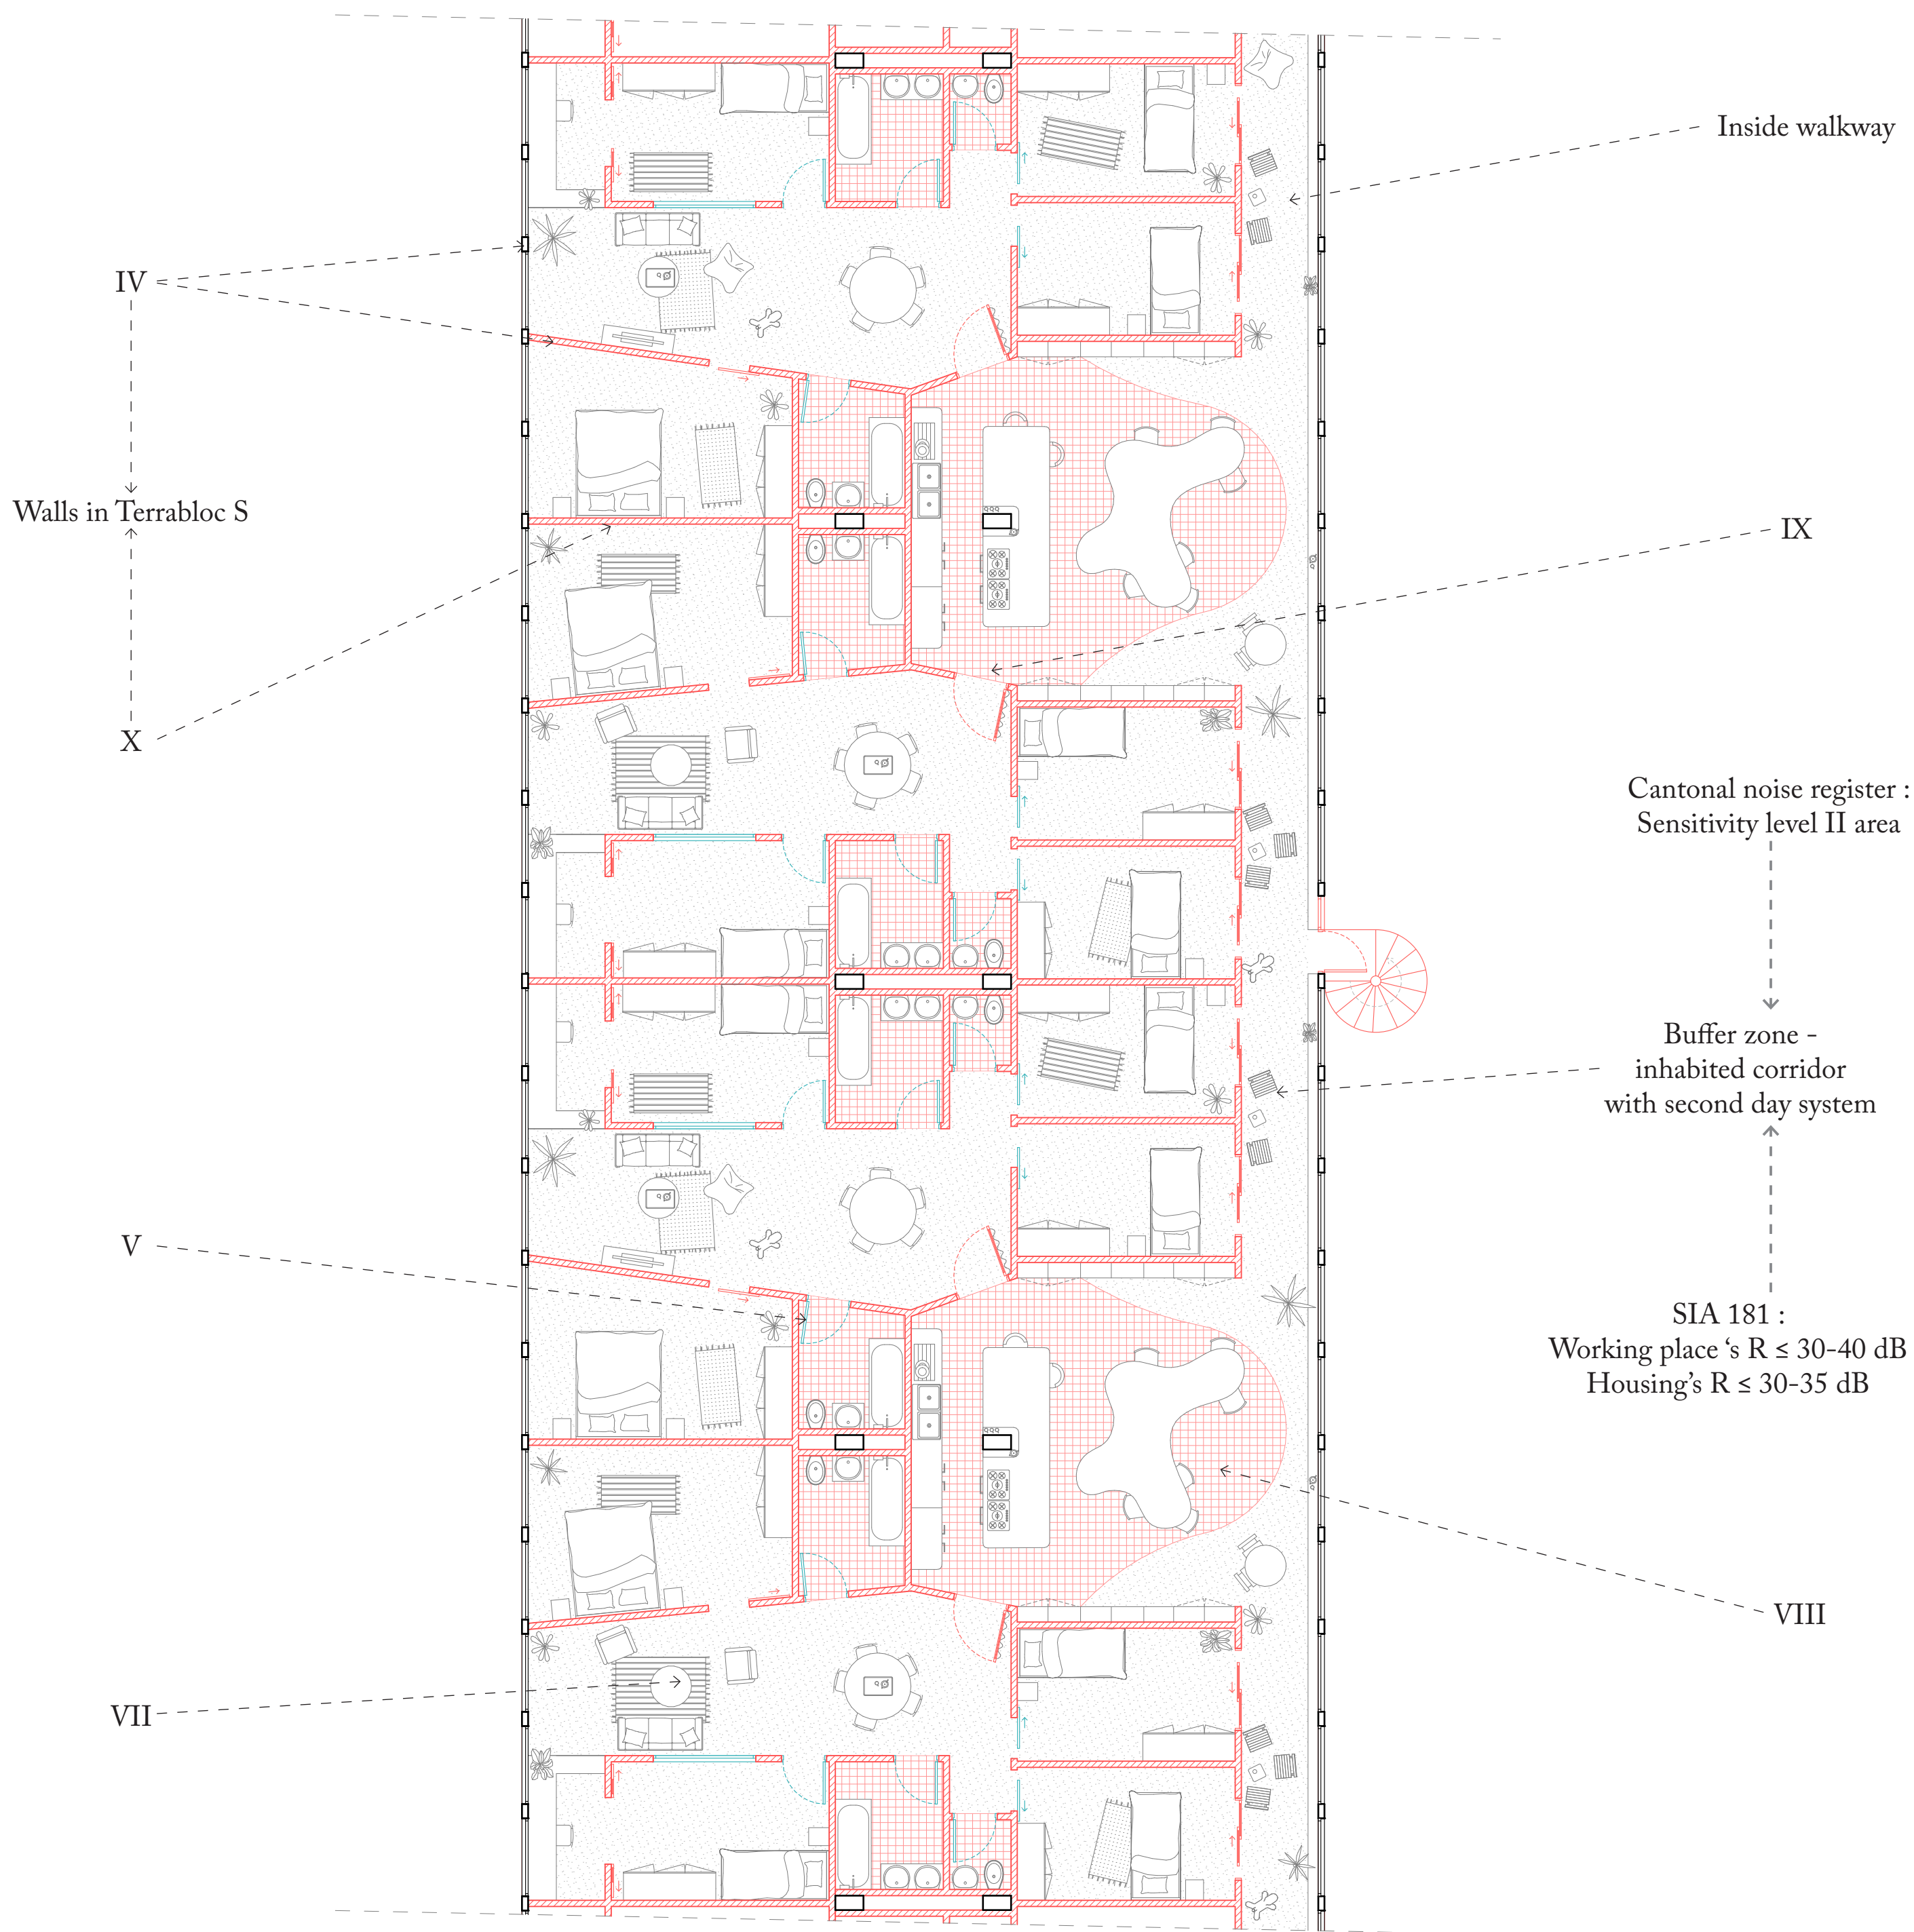 Inside walkway
IV
Walls in Terrabloc S
IX
X
Cantonal noise register :
Sensitivity level II area
Buffer zone -
inhabited corridor
with second day system
V
SIA 181 :
Working place ‘s R ≤ 30-40 dB
Housing’s R ≤ 30-35 dB
VIII
VII